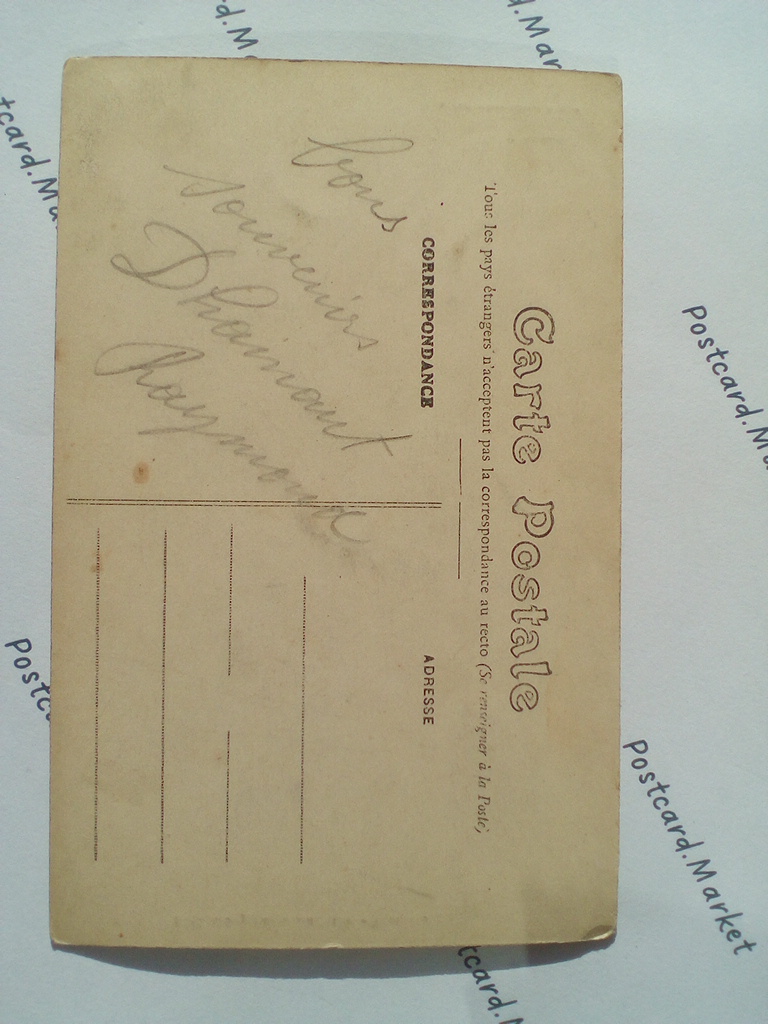 Carte Postale
Tous les pays étrangers n'acceptent pas la correspondance au recto (Se renseigner à la Poste)
CORRESPONDANCE
ADRESSE
bons
souvenirs
Dhainaut
Raymond
postcard.Market
postcard.Market